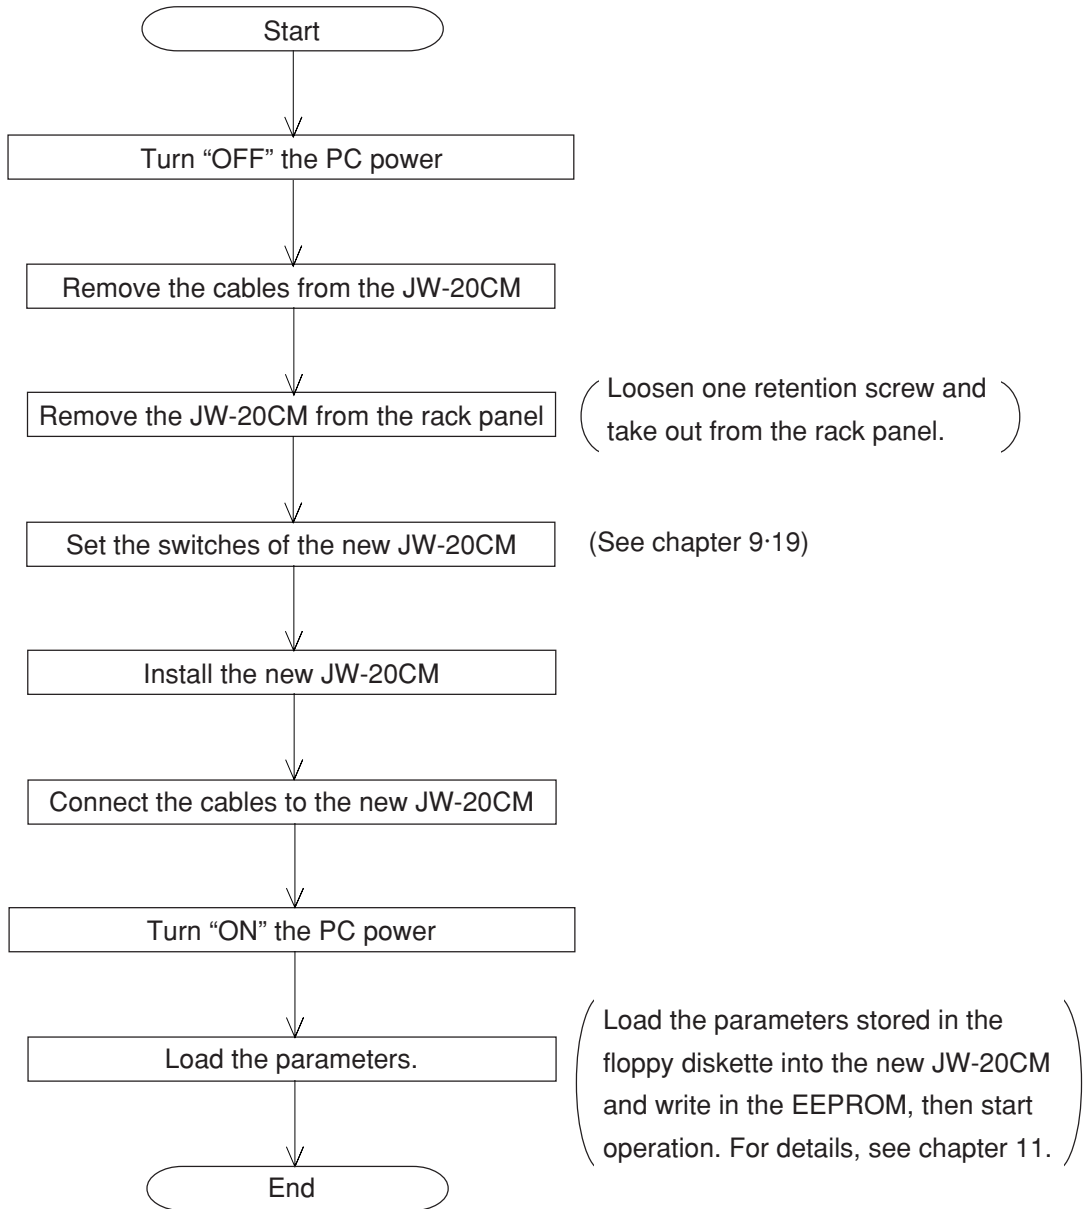 Start
Turn “OFF” the PC power
Remove the cables from the JW-20CM
Remove the JW-20CM from the rack panel
Loosen one retention screw and
take out from the rack panel.
Set the switches of the new JW-20CM
(See chapter 9·19)
Install the new JW-20CM
Connect the cables to the new JW-20CM
Turn “ON” the PC power
Load the parameters.
Load the parameters stored in the
floppy diskette into the new JW-20CM
and write in the EEPROM, then start
operation. For details, see chapter 11.
End